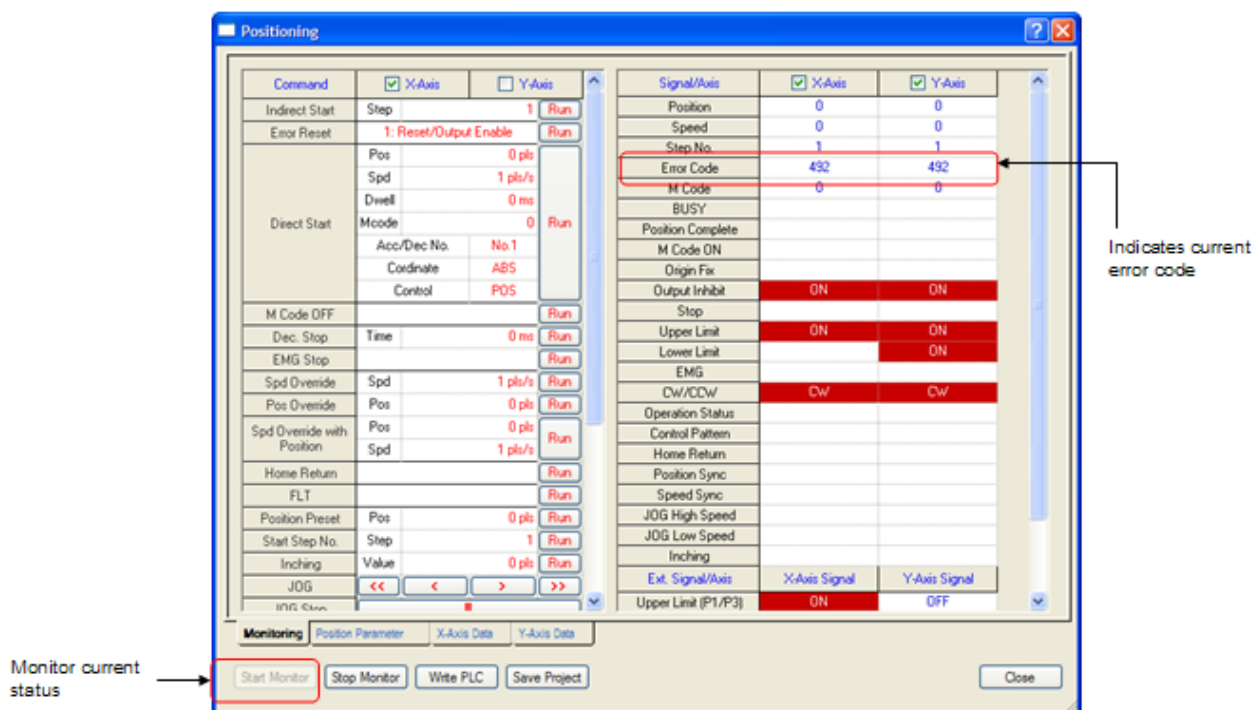 Positioning
Command X-Axis Y-Axis
Indirect Start Step 1 Run
Error Reset 1: Reset/Output Enable Run
Direct Start
Pos 0 pls
Spd 1 pls/s
Dwell 0 ms
Mcode 0 Run
Acc/Dec No. No.1
Cordinate ABS
Control POS
M Code OFF Run
Dec. Stop Time 0 ms Run
EMG Stop Run
Spd Override Spd 1 pls/s Run
Pos Override Pos 0 pls Run
Spd Override with Position
Pos 0 pls
Spd 1 pls/s
Run
Home Return Run
FLT Run
Position Preset Pos 0 pls Run
Start Step No. Step 1 Run
Inching Value 0 pls Run
JOG << < > >>
JOG Stop
Signal/Axis X-Axis Y-Axis
Position 0 0
Speed 0 0
Step No. 1 1
Error Code 492 492
M Code 0 0
BUSY
Position Complete
M Code ON
Origin Fix
Output Inhibit ON ON
Stop
Upper Limit ON ON
Lower Limit ON
EMG
CW/CCW CW CW
Operation Status
Control Pattern
Home Return
Position Sync
Speed Sync
JOG High Speed
JOG Low Speed
Inching
Ext. Signal/Axis X-Axis Signal Y-Axis Signal
Upper Limit (P1/P3) ON OFF
Indicates current
error code
Monitoring Position Parameter X-Axis Data Y-Axis Data
Monitor current
status
Start Monitor Stop Monitor Write PLC Save Project Close